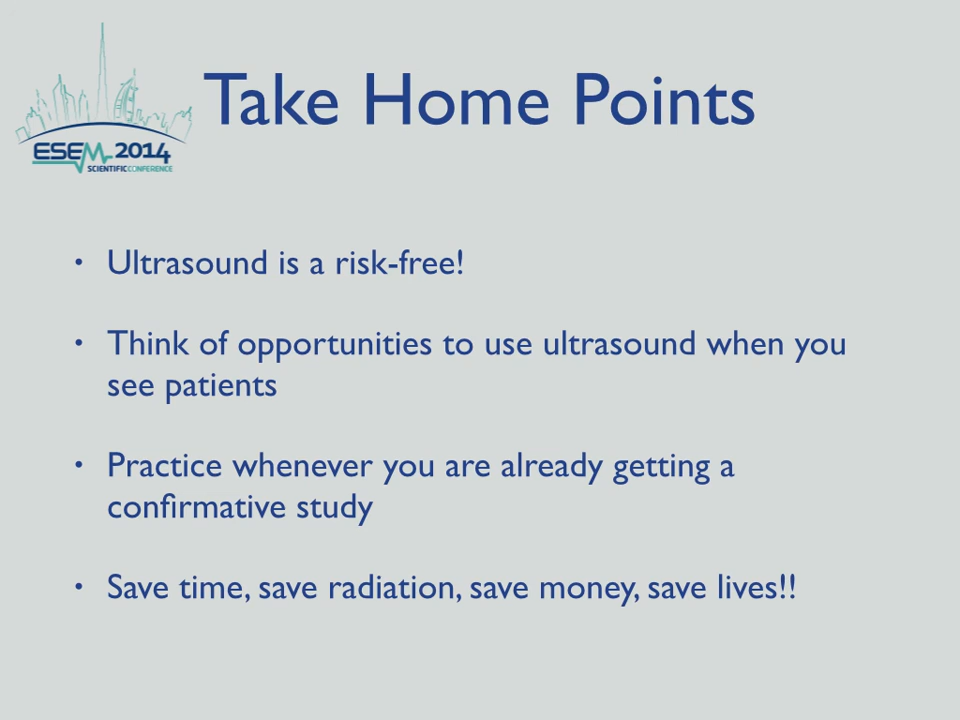 Take Home Points
ESEM 2014
SCIENTIFICCONFERENCE
• Ultrasound is a risk-free!
• Think of opportunities to use ultrasound when you
see patients
• Practice whenever you are already getting a
confirmative study
• Save time, save radiation, save money, save lives!!